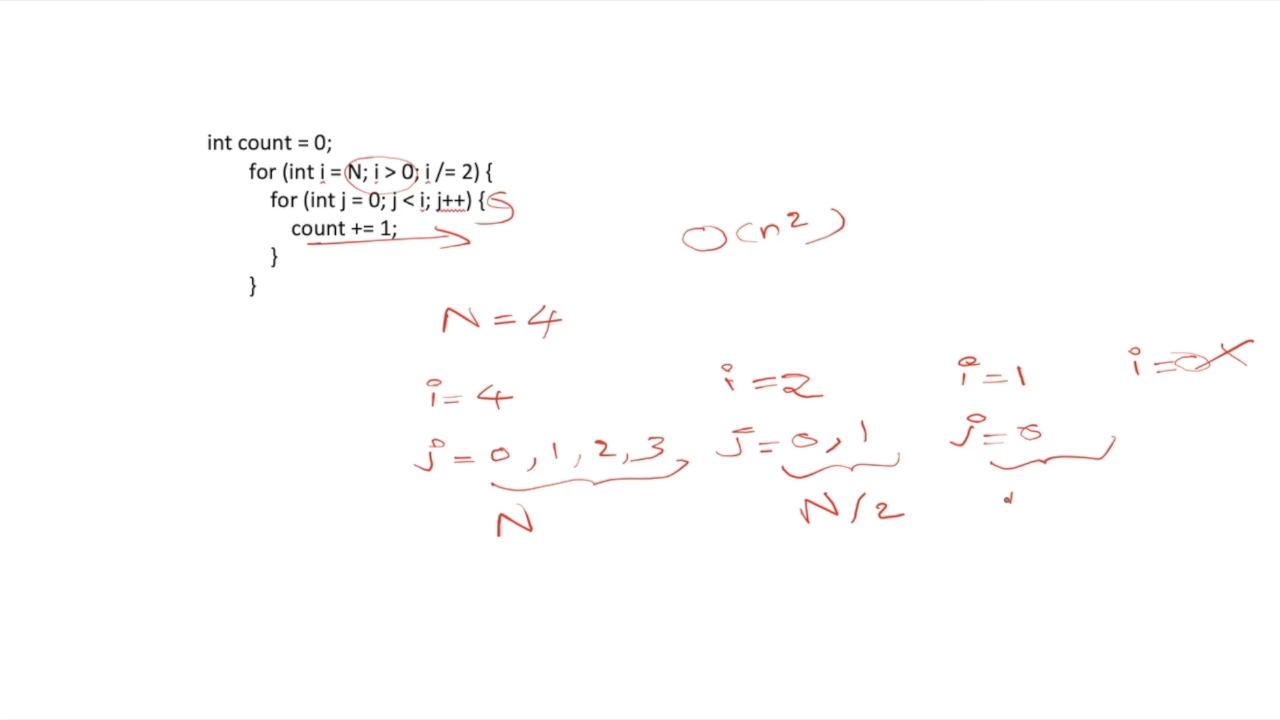 int count = 0;
for (int i = N; i > 0; i /= 2) {
for (int j = 0; j < i; j++) {
count += 1;
}
}
O(n²)
N = 4
i = 4
i = 2
i = 1
i = 0
j = 0, 1, 2, 3
j = 0, 1
j = 0
N
N/2